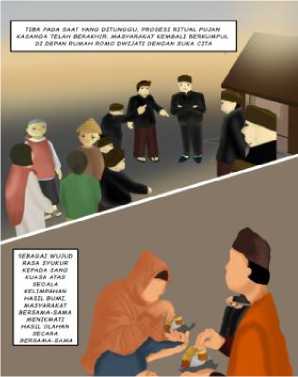 TIBA PADA SAAT YANG DITUNGGU, PROSESI RITUAL PUJAN
KASANGA TELAH BERAKHIR. MASYARAKAT KEMBALI BERKUMPUL
DI DEPAN RUMAH ROMO DWIJATI DENGAN SUKA CITA
SEBAGAI WUJUD
RASA SYUKUR
KEPADA SANG
KUASA ATAS
SEGALA
KELIMPAHAN
HASIL BUMI,
MASYARAKAT
BERSAMA-SAMA
MENIKMATI
HASIL OLAHAN
SECARA
BERSAMA-SAMA